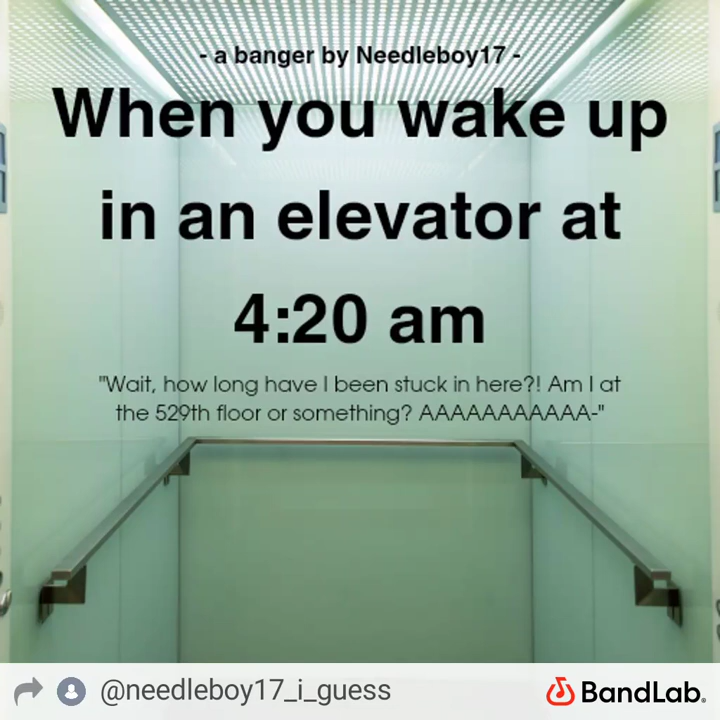 - a banger by Needleboy17 -
When you wake up
in an elevator at
4:20 am
"Wait, how long have I been stuck in here?! Am I at
the 529th floor or something? AAAAAAAAAAA-"
@needleboy17_i_guess
BandLab.